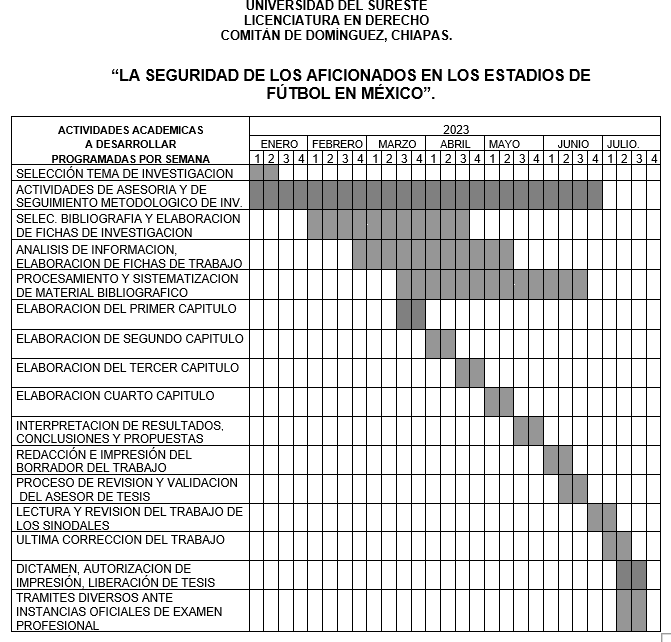 UNIVERSIDAD DEL SURESTE
LICENCIATURA EN DERECHO
COMITÁN DE DOMÍNGUEZ, CHIAPAS.
“LA SEGURIDAD DE LOS AFICIONADOS EN LOS ESTADIOS DE
FÚTBOL EN MÉXICO”.
ACTIVIDADES ACADEMICAS
A DESARROLLAR
PROGRAMADAS POR SEMANA
2023
ENERO FEBRERO MARZO ABRIL MAYO JUNIO JULIO.
1 2 3 4 1 2 3 4 1 2 3 4 1 2 3 4 1 2 3 4 1 2 3 4 1 2 3 4
SELECCIÓN TEMA DE INVESTIGACION
ACTIVIDADES DE ASESORIA Y DE
SEGUIMIENTO METODOLOGICO DE INV.
SELEC. BIBLIOGRAFIA Y ELABORACION
DE FICHAS DE INVESTIGACION
ANALISIS DE INFORMACION,
ELABORACION DE FICHAS DE TRABAJO
PROCESAMIENTO Y SISTEMATIZACION
DE MATERIAL BIBLIOGRAFICO
ELABORACION DEL PRIMER CAPITULO
ELABORACION DE SEGUNDO CAPITULO
ELABORACION DEL TERCER CAPITULO
ELABORACION CUARTO CAPITULO
INTERPRETACION DE RESULTADOS,
CONCLUSIONES Y PROPUESTAS
REDACCIÓN E IMPRESIÓN DEL
BORRADOR DEL TRABAJO
PROCESO DE REVISION Y VALIDACION
DEL ASESOR DE TESIS
LECTURA Y REVISION DEL TRABAJO DE
LOS SINODALES
ULTIMA CORRECCION DEL TRABAJO
DICTAMEN, AUTORIZACION DE
IMPRESIÓN, LIBERACIÓN DE TESIS
TRAMITES DIVERSOS ANTE
INSTANCIAS OFICIALES DE EXAMEN
PROFESIONAL